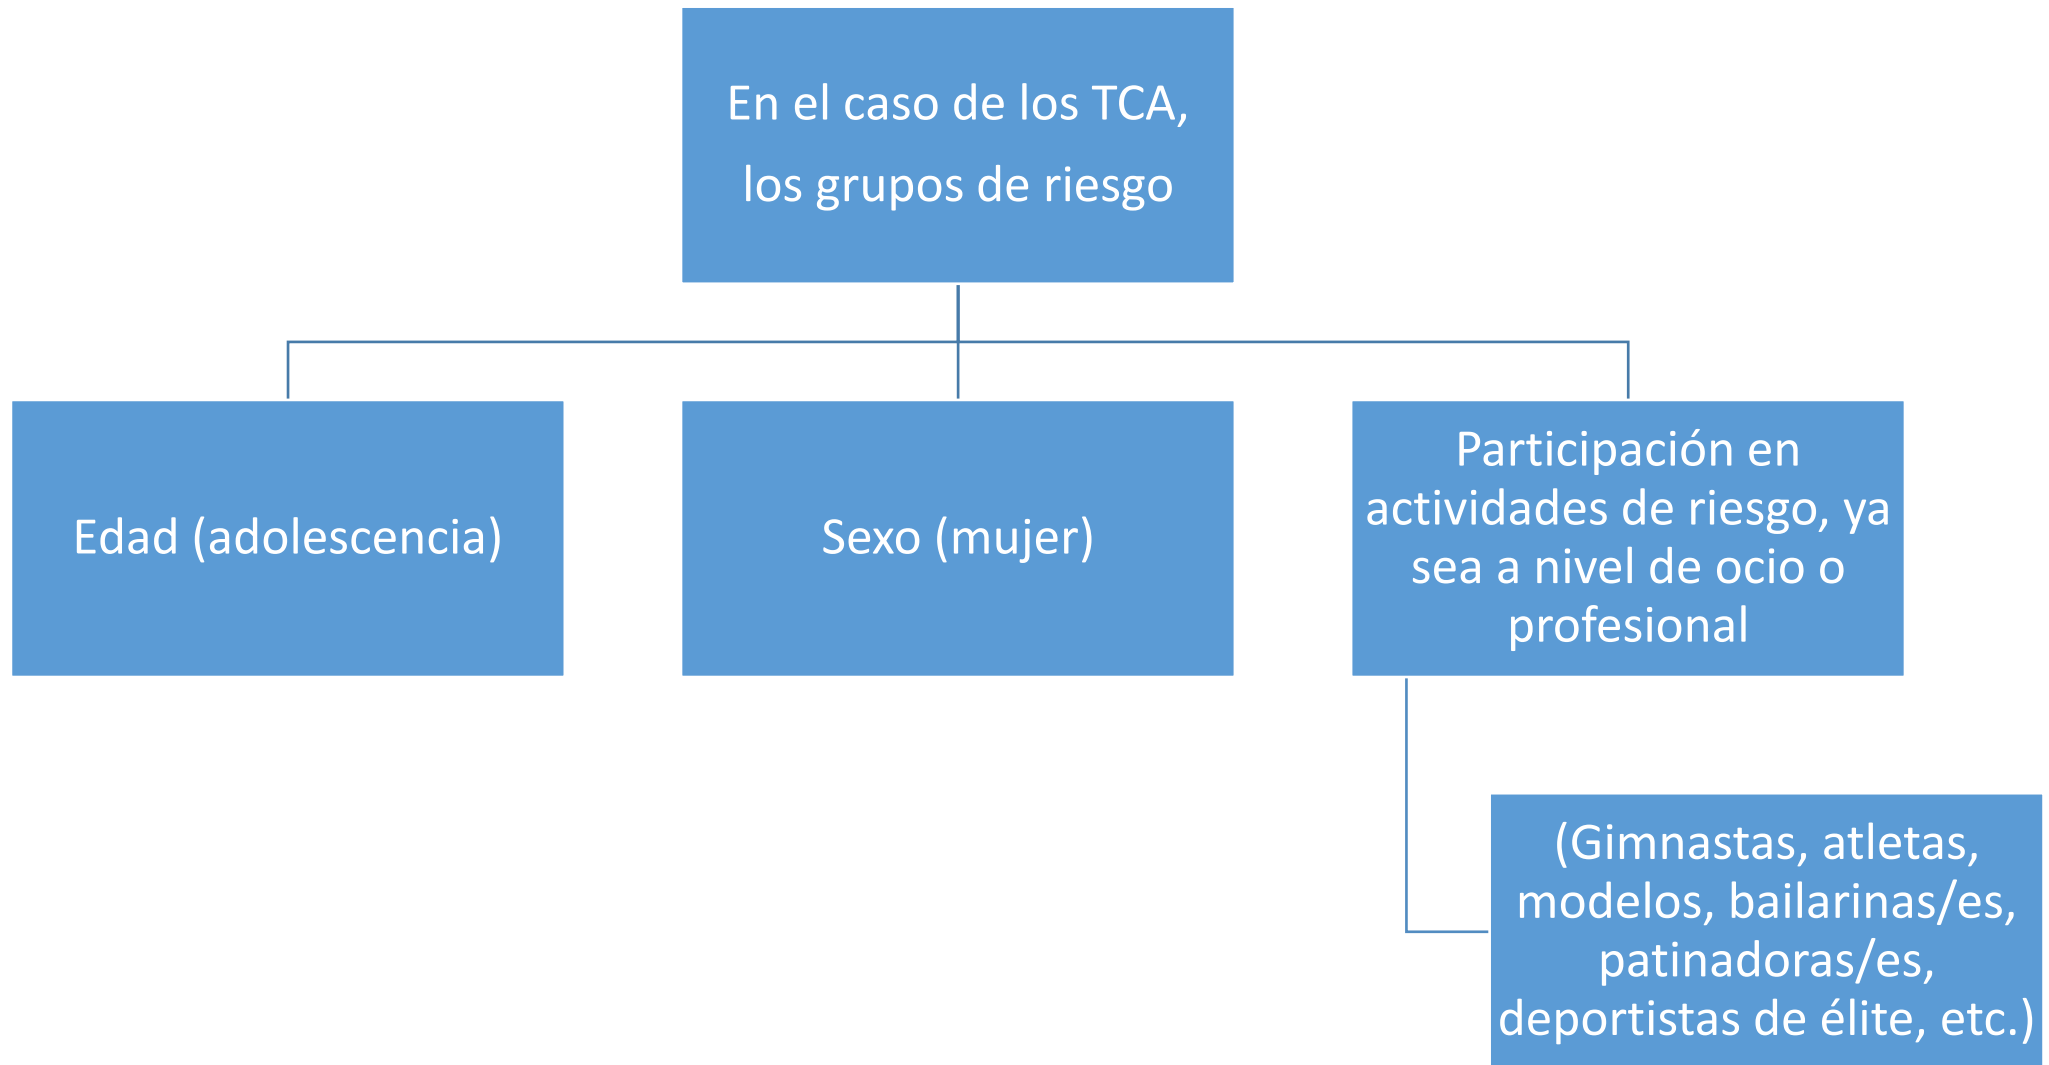 En el caso de los TCA,
los grupos de riesgo
Edad (adolescencia)
Sexo (mujer)
Participación en
actividades de riesgo, ya
sea a nivel de ocio o
profesional
(Gimnastas, atletas,
modelos, bailarinas/es,
patinadoras/es,
deportistas de élite, etc.)